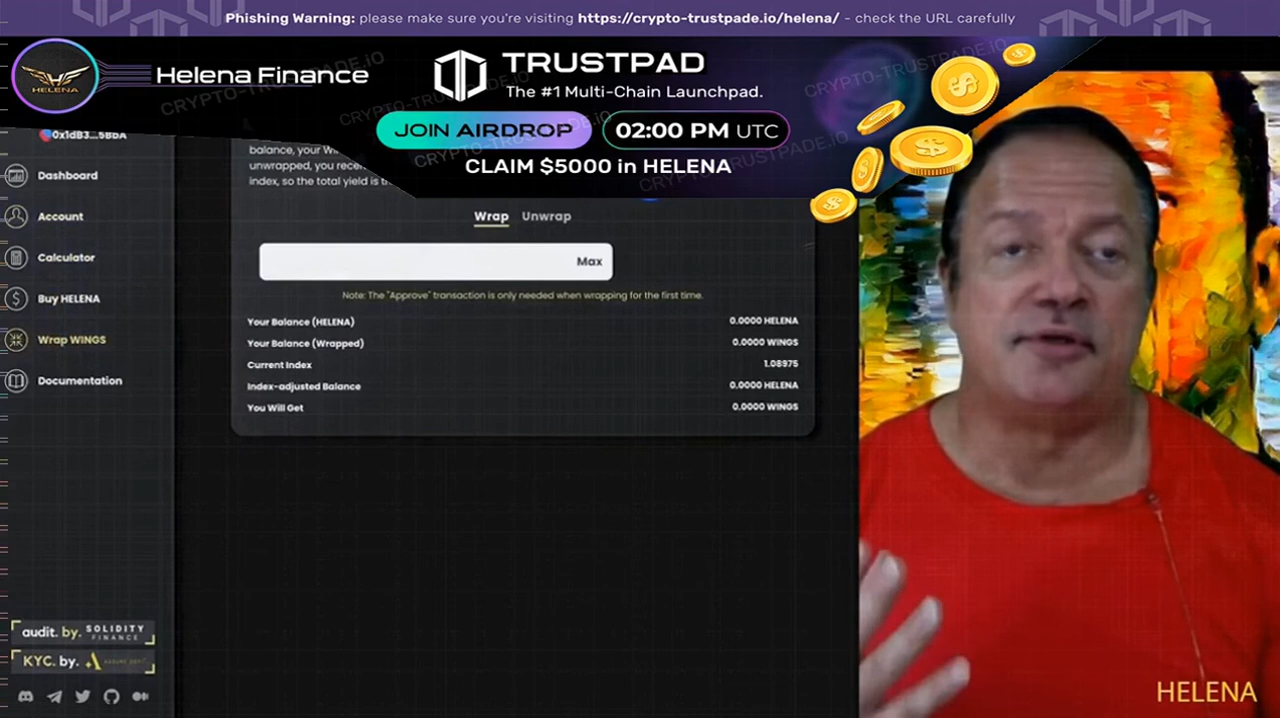 Phishing Warning: please make sure you're visiting https://crypto-trustpade.io/helena/ - check the URL carefully
HELENA
Helena Finance
TRUSTPAD
The #1 Multi-Chain Launchpad.
JOIN AIRDROP
02:00 PM UTC
CLAIM $5000 in HELENA
CRYPTO-TRUSTPADE.IO
0x1dB3...5BbA
Dashboard
Account
Calculator
Buy HELENA
Wrap WINGS
Documentation
balance, your
unwrapped, you
index, so the total yield is
Wrap Unwrap
Max
Note: The "Approve" transaction is only needed when wrapping for the first time.
Your Balance (HELENA) 0.0000 HELENA
Your Balance (Wrapped) 0.0000 WINGS
Current Index 1.08975
Index-adjusted Balance 0.0000 HELENA
You Will Get 0.0000 WINGS
audit. by. SOLIDITY
FINANCE
KYC. by.
HELENA